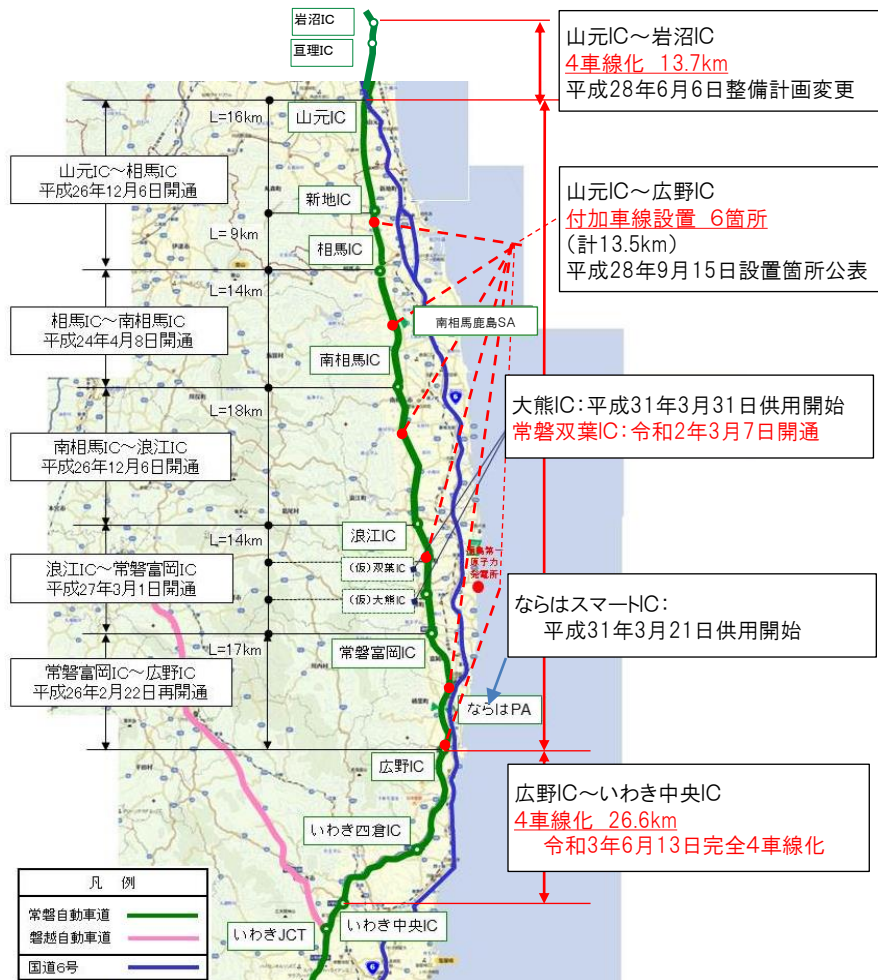 岩沼IC
亘理IC
山元IC～岩沼IC
4車線化 13.7km
平成28年6月6日整備計画変更
L=16km
山元IC
山元IC～相馬IC
平成26年12月6日開通
新地IC
山元IC～広野IC
付加車線設置 6箇所
(計13.5km)
平成28年9月15日設置箇所公表
L=9km
相馬IC
L=14km
相馬IC～南相馬IC
平成24年4月8日開通
南相馬鹿島SA
南相馬IC
L=18km
6
大熊IC：平成31年3月31日供用開始
常磐双葉IC：令和2年3月7日開通
南相馬IC～浪江IC
平成26年12月6日開通
浪江IC
L=14km
(仮)双葉IC
福島第一
原子力
発電所
浪江IC～常磐富岡IC
平成27年3月1日開通
(仮)大熊IC
ならはスマートIC：
平成31年3月21日供用開始
L=17km
常磐富岡IC
常磐富岡IC～広野IC
平成26年2月22日再開通
ならはPA
広野IC
広野IC～いわき中央IC
4車線化 26.6km
令和3年6月13日完全4車線化
いわき四倉IC
凡 例
常磐自動車道
磐越自動車道
国道6号
いわきJCT
いわき中央IC
6